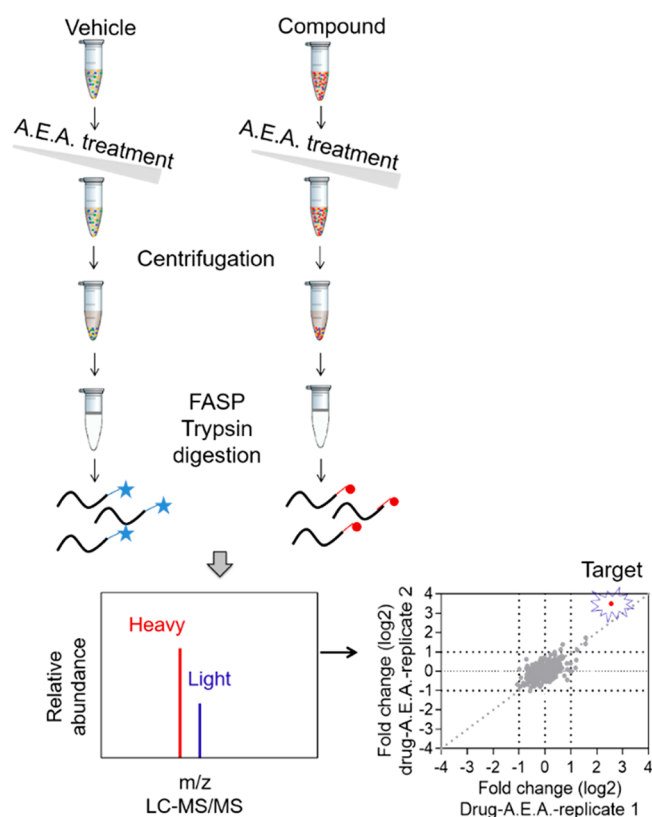 Vehicle
Compound
A.E.A. treatment
A.E.A. treatment
Centrifugation
FASP
Trypsin
digestion
Heavy
Light
Relative
abundance
m/z
LC-MS/MS
Target
Fold change (log2)
drug-A.E.A.-replicate 2
4
3
2
1
0
-1
-2
-3
-4
-4 -3 -2 -1 0 1 2 3 4
Fold change (log2)
Drug-A.E.A.-replicate 1